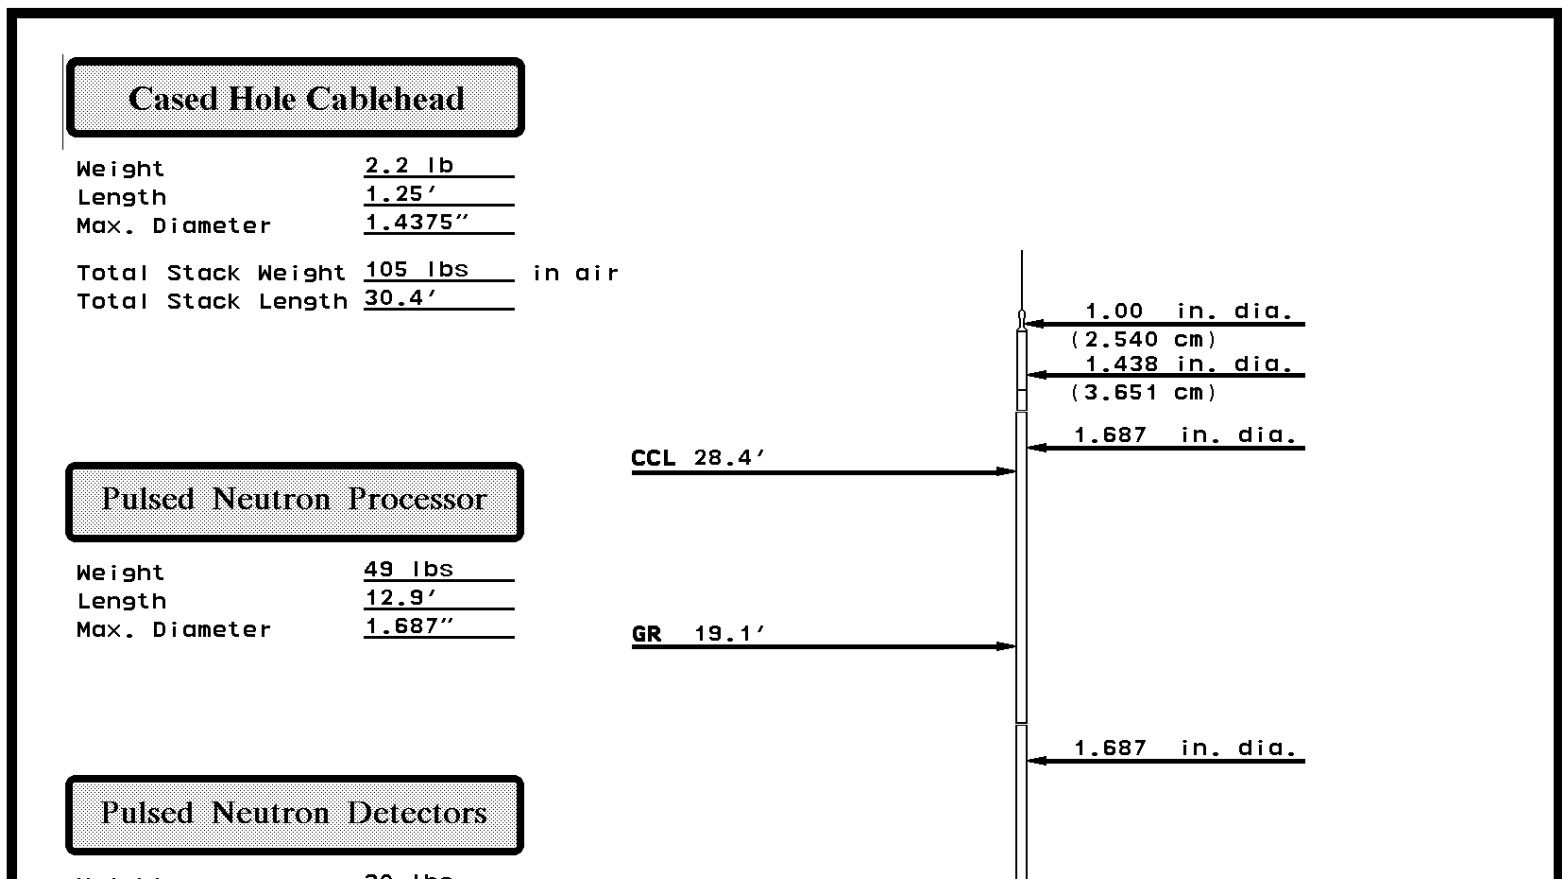 Cased Hole Cablehead
Weight 2.2 lb
Length 1.25′
Max. Diameter 1.4375″
Total Stack Weight 105 lbs in air
Total Stack Length 30.4′
1.00 in. dia.
(2.540 cm)
1.438 in. dia.
(3.651 cm)
1.687 in. dia.
CCL 28.4′
Pulsed Neutron Processor
Weight 49 lbs
Length 12.9′
Max. Diameter 1.687″
GR 19.1′
1.687 in. dia.
Pulsed Neutron Detectors